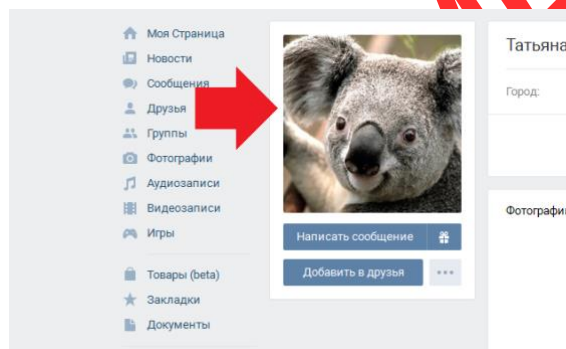 Моя Страница
Новости
Сообщения
Друзья
Группы
Фотографии
Аудиозаписи
Видеозаписи
Игры
Товары (beta)
Закладки
Документы
Написать сообщение
Добавить в друзья
Татьяна
Город:
Фотографии